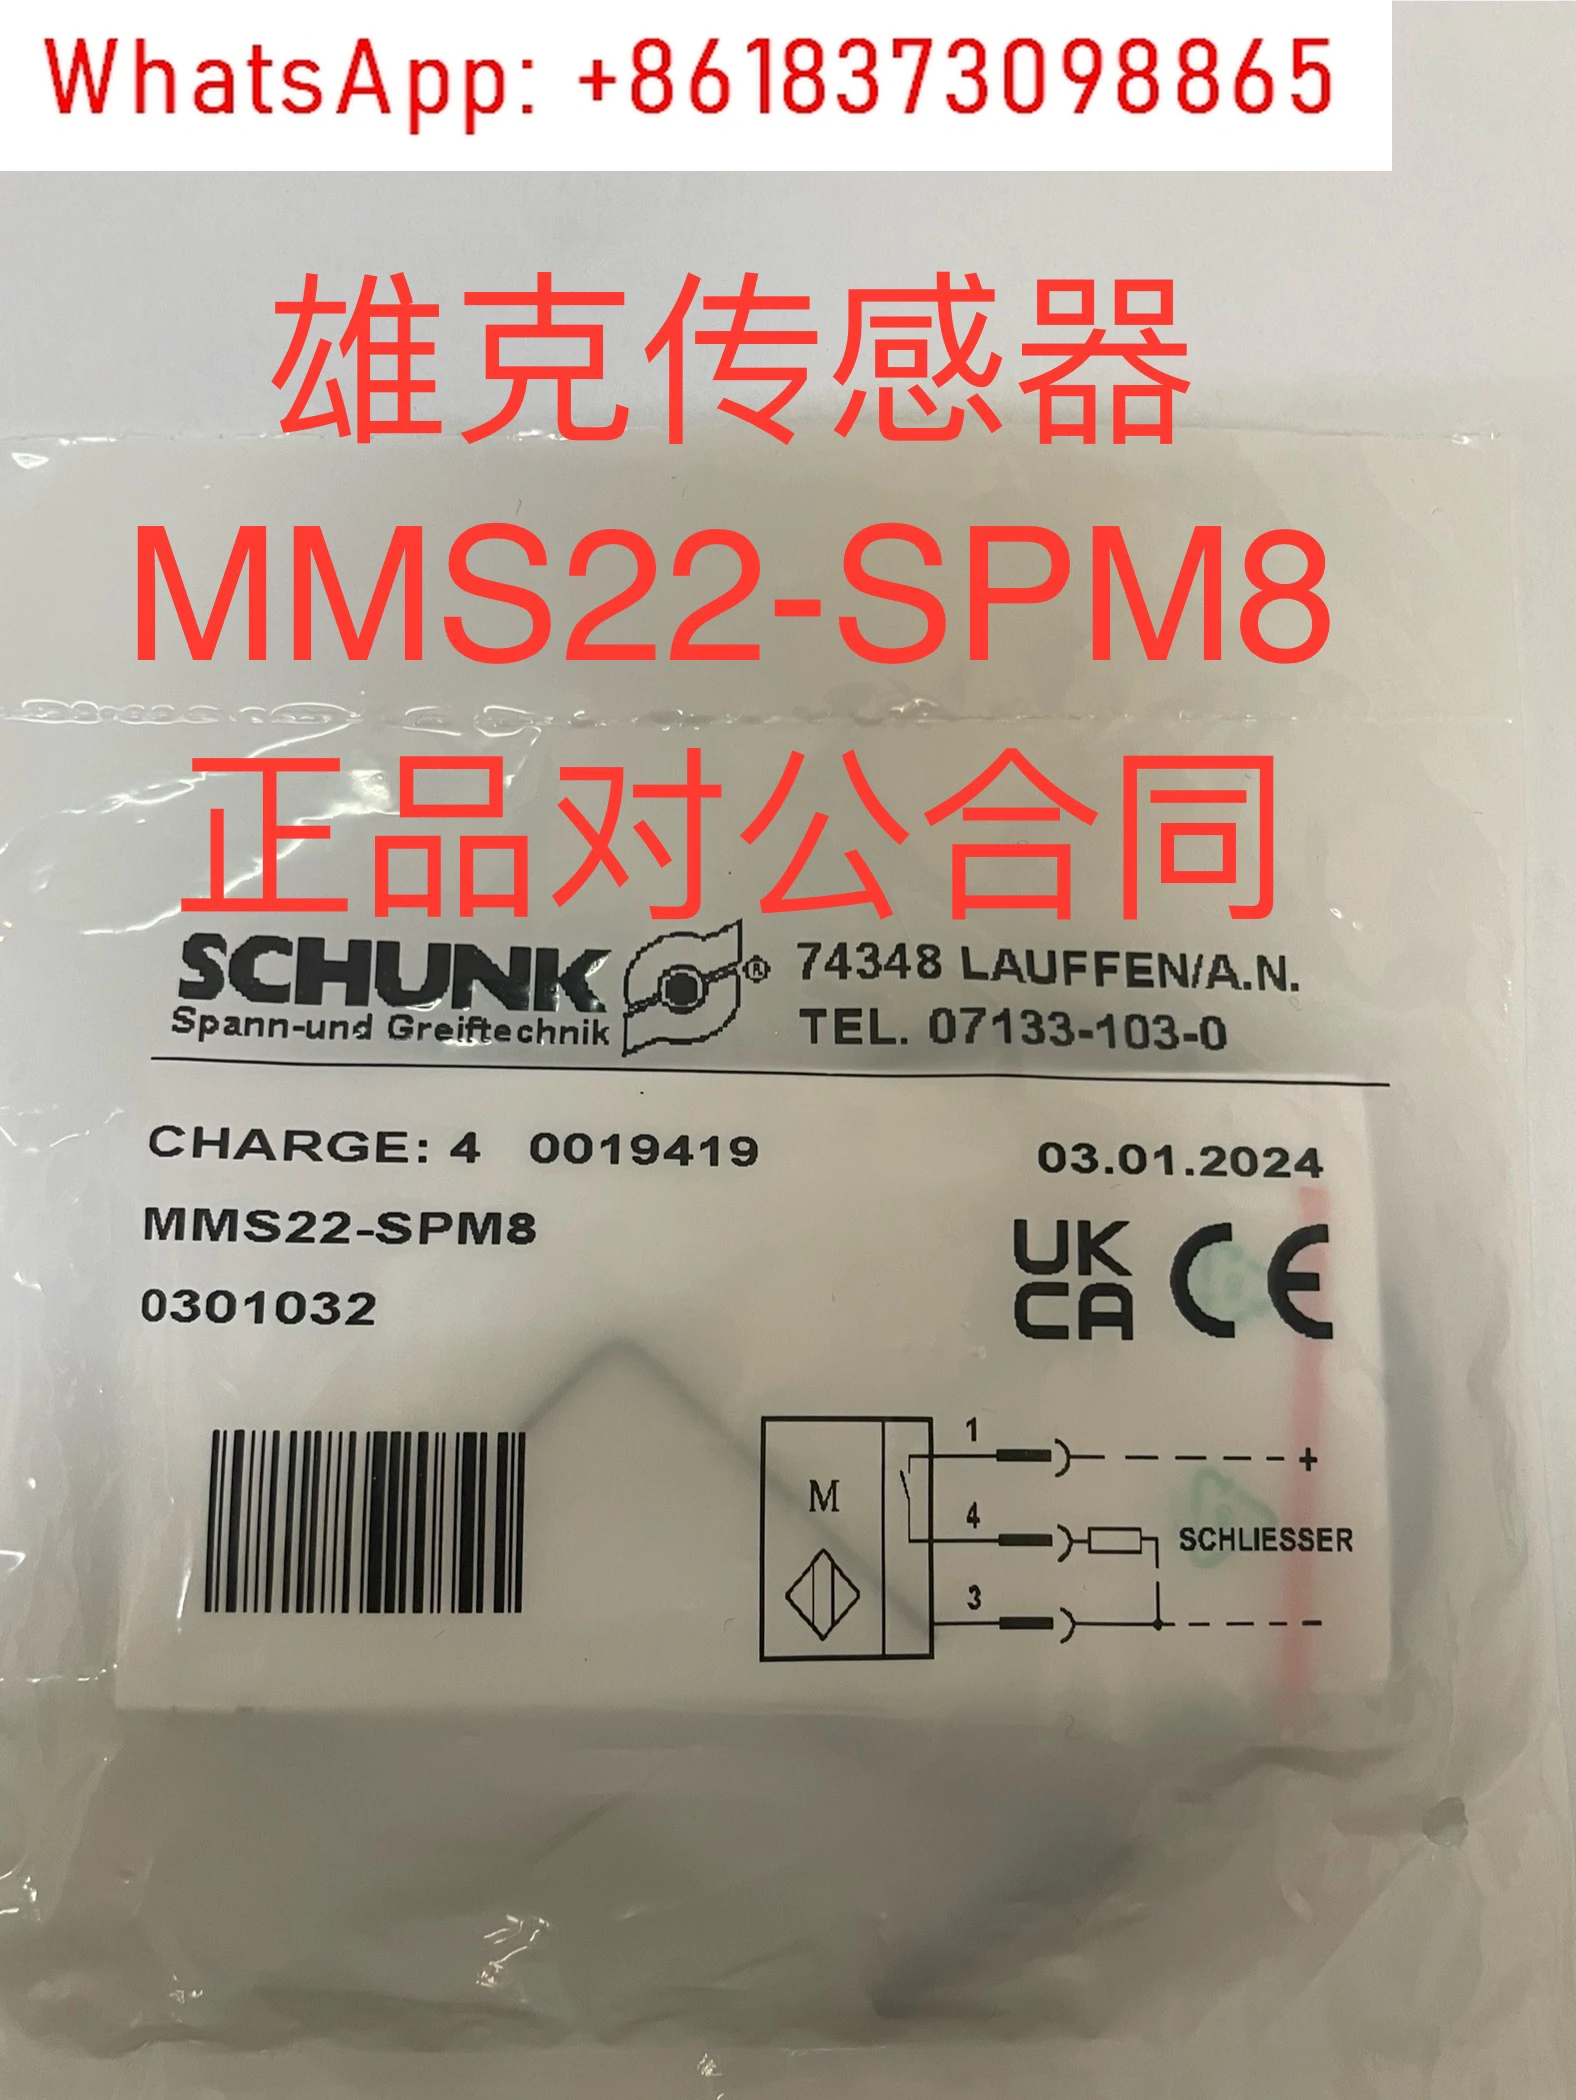 WhatsApp: +8618373098865
雄克传感器
MMS22-SPM8
正品对公合同
SCHUNK ® 74348 LAUFFEN/A.N.
Spann-und Greiftechnik TEL. 07133-103-0
CHARGE: 4 0019419 03.01.2024
MMS22-SPM8
0301032
UK
CA CE
1 +
M
4 SCHLIESSER
3 -